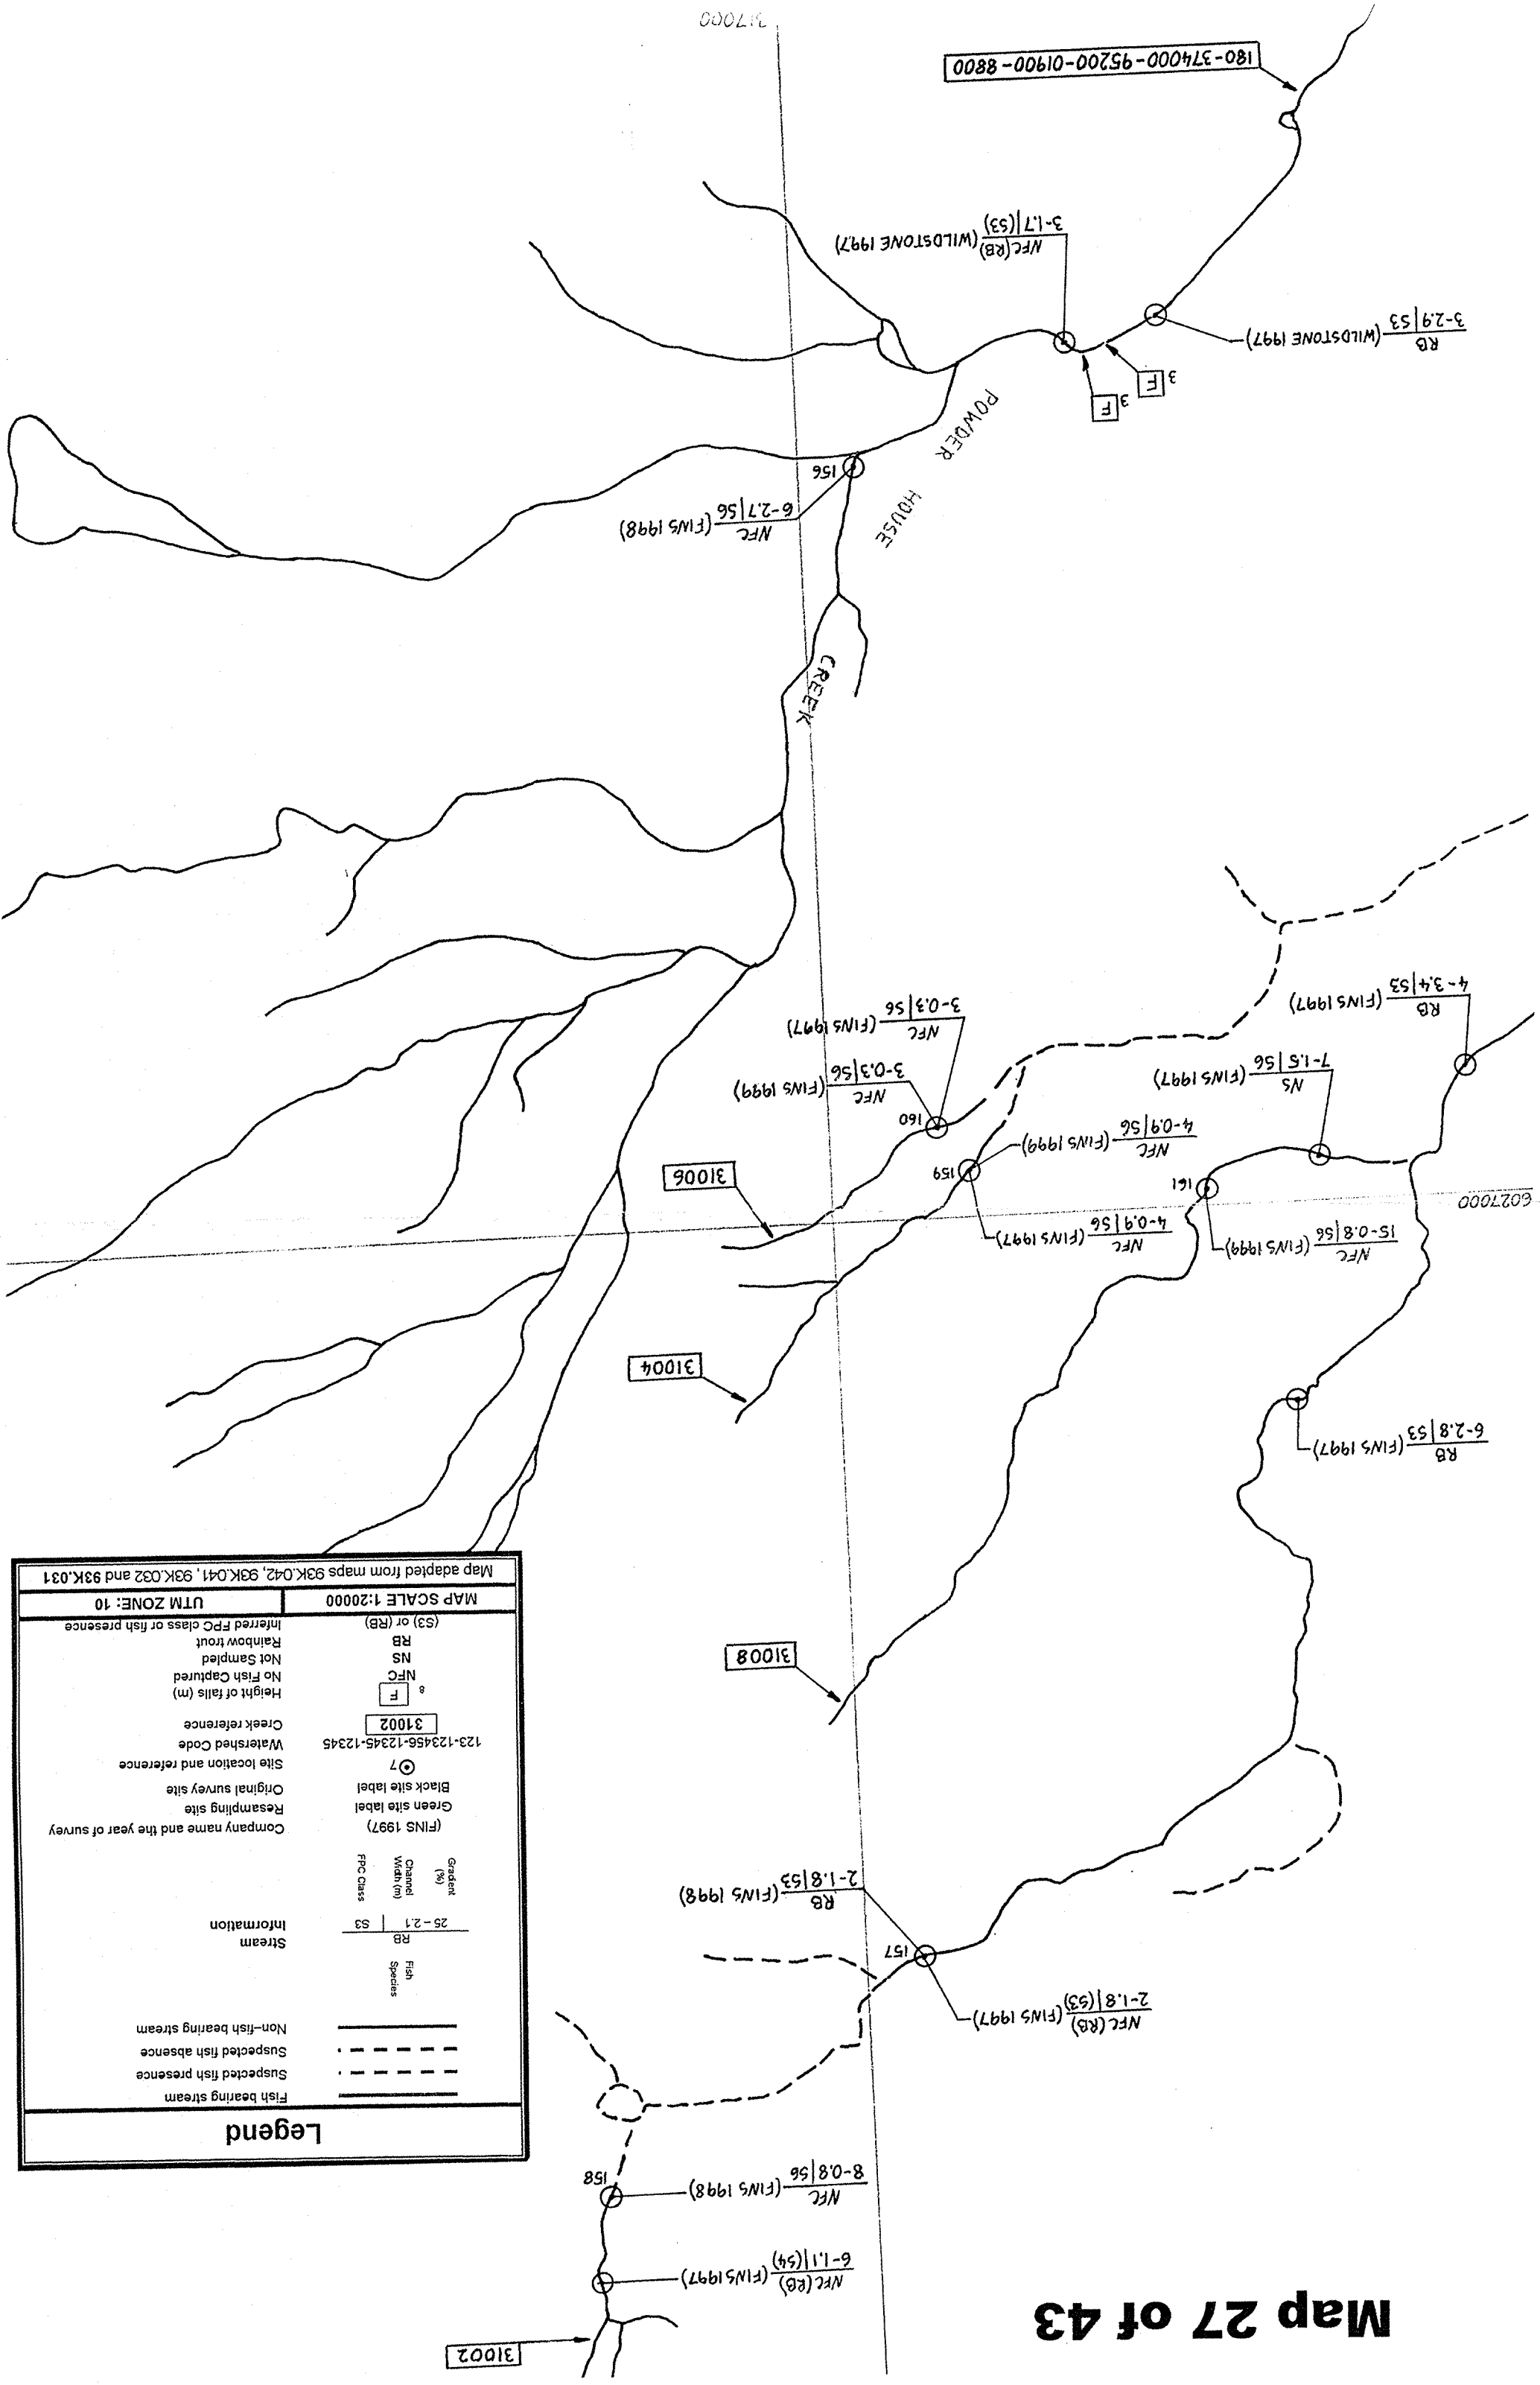 Map 27 of 43
31002
NFC (RB)
6-1.1|(S4)
(FINS 1997)
158
NFC
8-0.8|S6
(FINS 1998)
NFC (RB)
2-1.8|(S3)
(FINS 1997)
157
RB
2-1.8|S3
(FINS 1998)
Legend
Fish bearing stream
Suspected fish presence
Suspected fish absence
Non-fish bearing stream
Fish
Species
RB
25 – 2.1 | S3
Stream
Information
Gradient
(%)
Channel
Width (m)
FPC Class
(FINS 1997)
Company name and the year of survey
Green site label
Resampling site
Black site label
Original survey site
7
Site location and reference
123-123456-12345-12345
Watershed Code
31002
Creek reference
8
F
Height of falls (m)
NFC
No Fish Captured
NS
Not Sampled
RB
Rainbow trout
(S3) or (RB)
Inferred FPC class or fish presence
MAP SCALE 1:20000
UTM ZONE: 10
Map adapted from maps 93K.042, 93K.041, 93K.032 and 93K.031
31008
RB
6-2.8|S3
(FINS 1997)
31004
NFC
15-0.8|S6
(FINS 1999)
161
NFC
4-0.9|S6
(FINS 1997)
6027000
31006
159
NFC
4-0.9|S6
(FINS 1999)
160
NS
7-1.5|S6
(FINS 1997)
NFC
3-0.3|S6
(FINS 1999)
NFC
3-0.3|S6
(FINS 1997)
RB
4-3.4|S3
(FINS 1997)
CREEK
HOUSE
POWDER
NFC
6-2.7|S6
(FINS 1998)
156
F
3
F
3
RB
3-2.9|S3
(WILDSTONE 1997)
NFC(RB)
3-1.7|(S3)
(WILDSTONE 1997)
180-374000-95200-01900-8800
317000